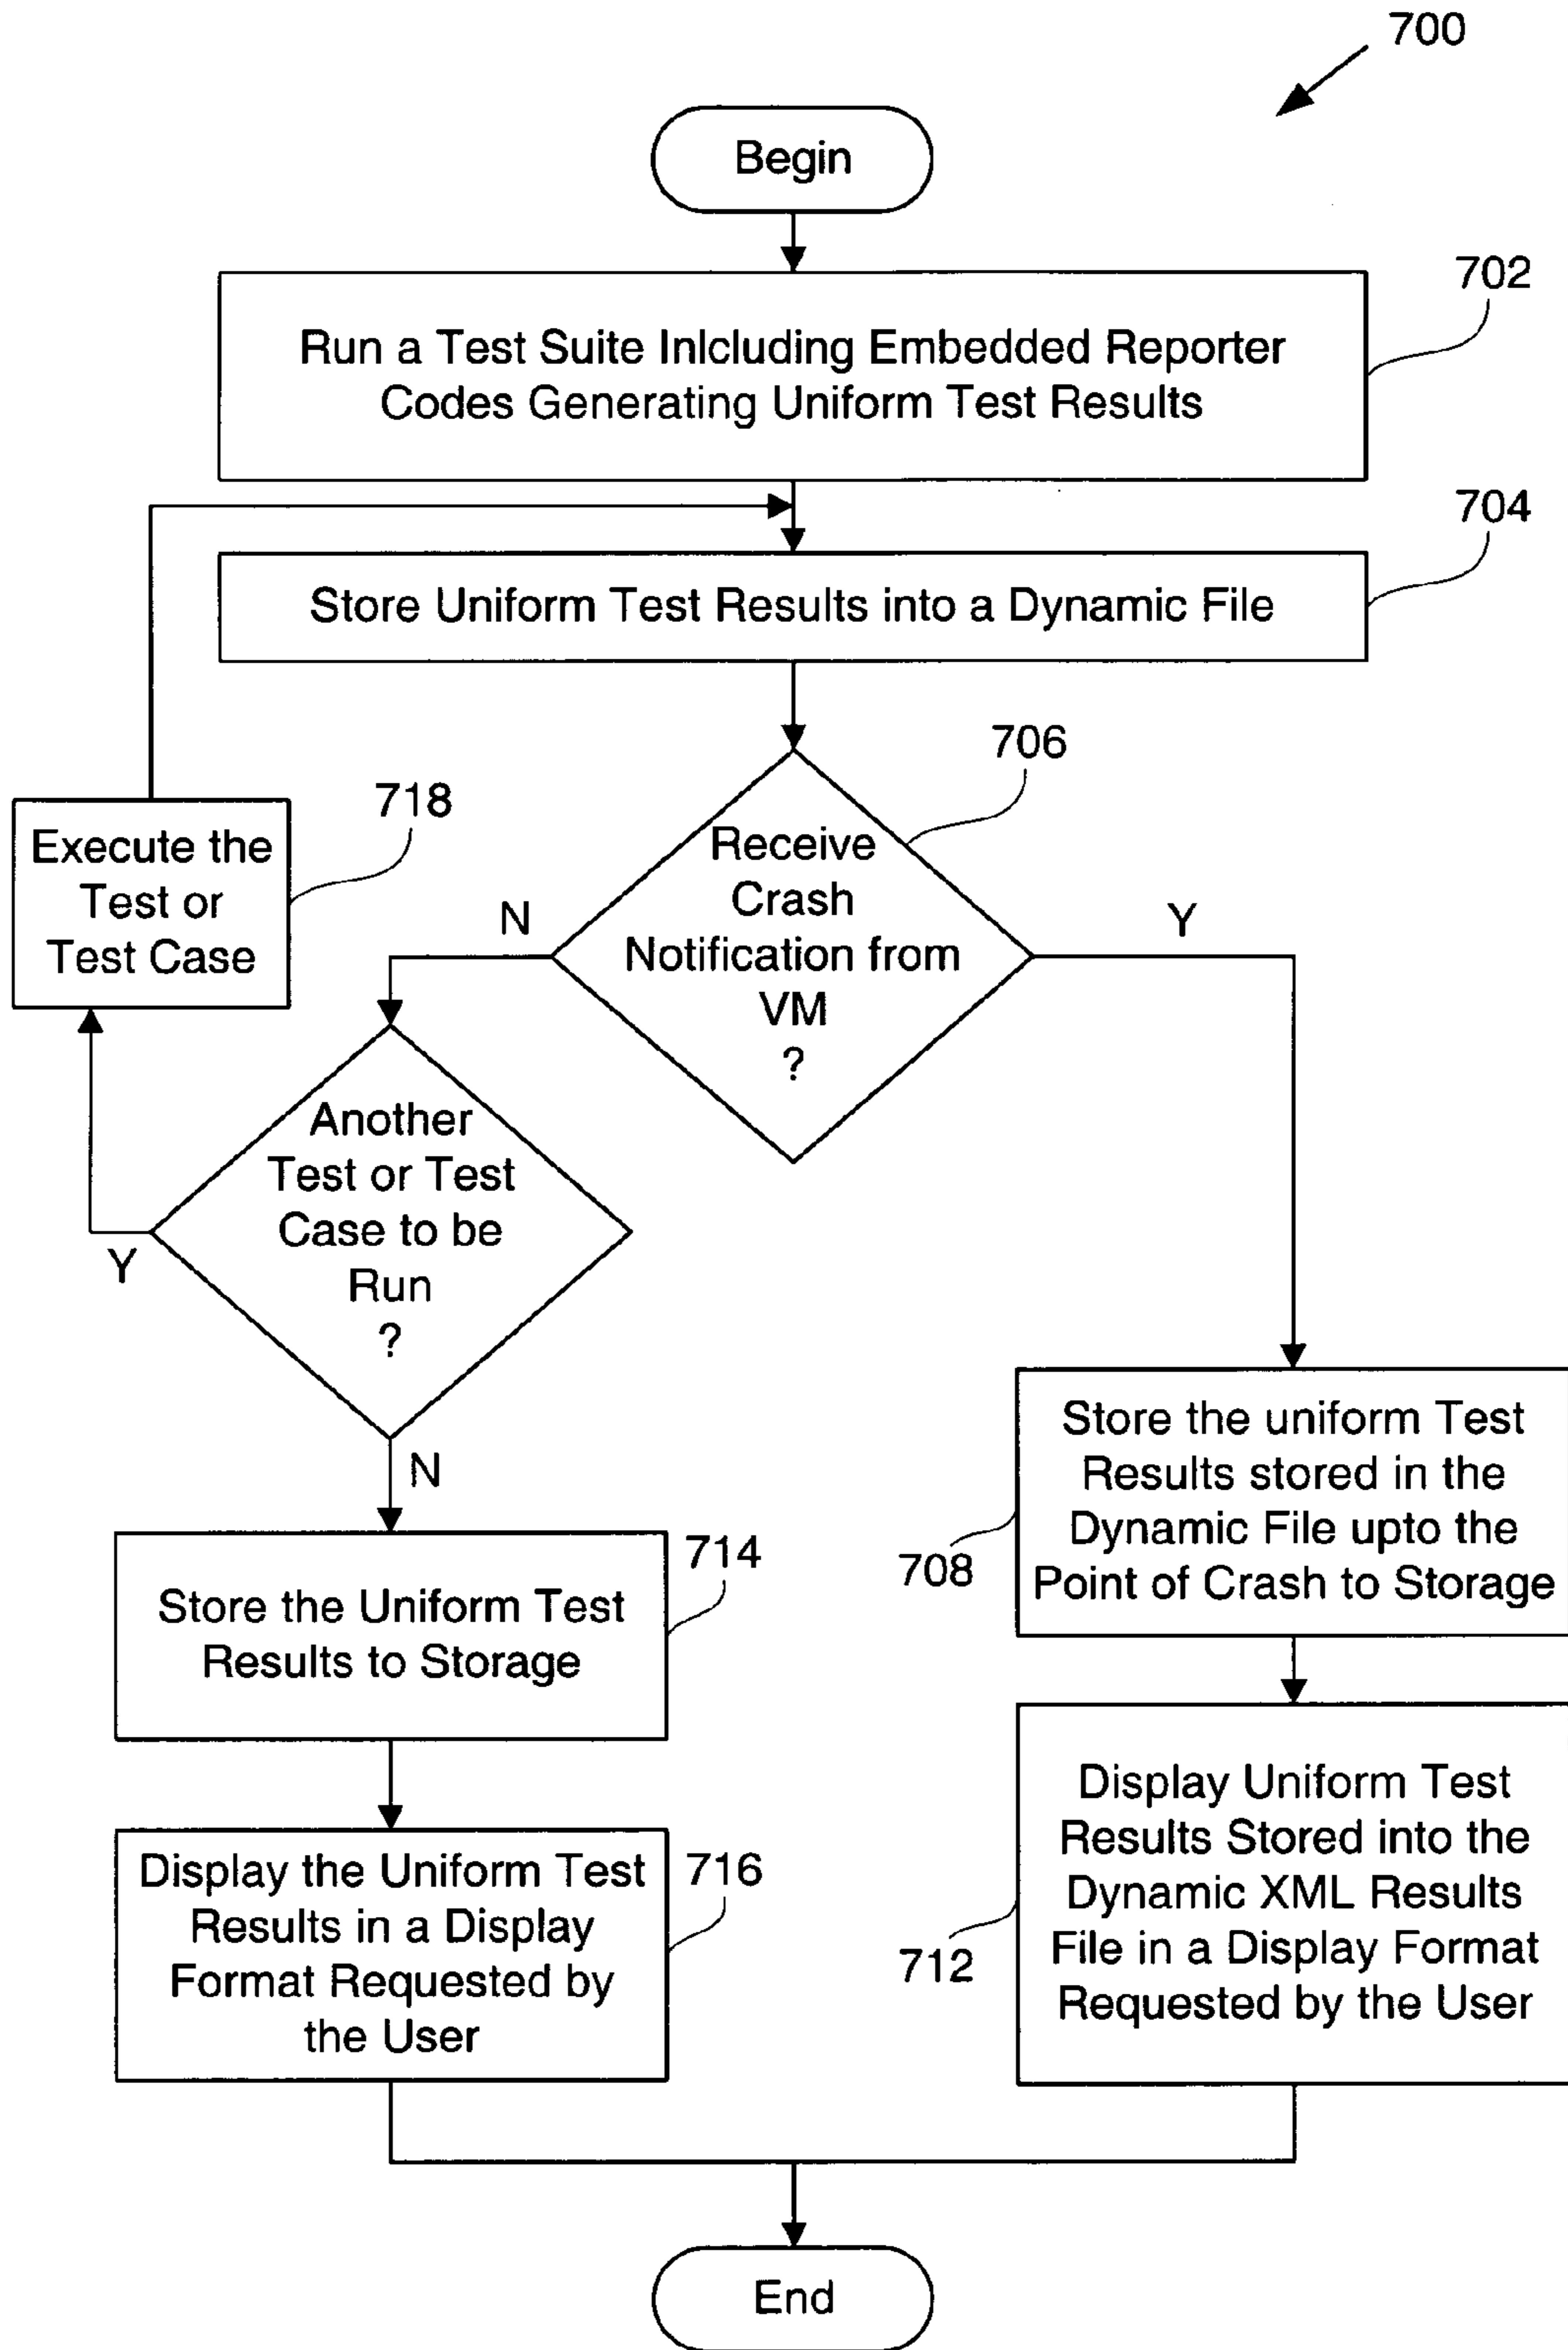 700
Begin
702
Run a Test Suite Inlcluding Embedded Reporter
Codes Generating Uniform Test Results
704
Store Uniform Test Results into a Dynamic File
706
Receive
Crash
Notification from
VM
?
N
Y
718
Execute the
Test or
Test Case
Another
Test or Test
Case to be
Run
?
Y
N
714
Store the Uniform Test
Results to Storage
708
Store the uniform Test
Results stored in the
Dynamic File upto the
Point of Crash to Storage
716
Display the Uniform Test
Results in a Display
Format Requested by
the User
712
Display Uniform Test
Results Stored into the
Dynamic XML Results
File in a Display Format
Requested by the User
End